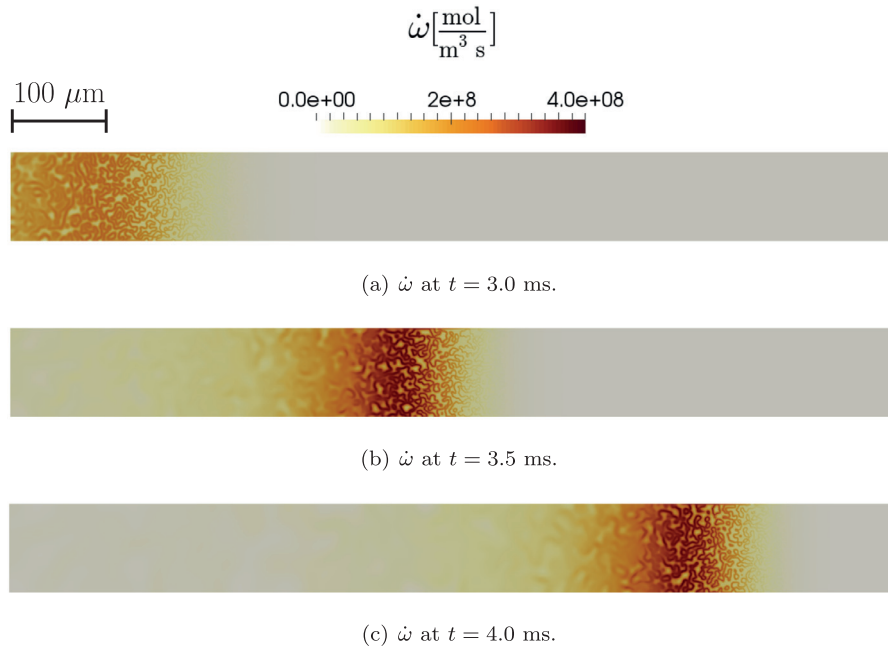 ω̇[mol/m³ s]
100 μm
0.0e+00 2e+8 4.0e+08
(a) ω̇ at t = 3.0 ms.
(b) ω̇ at t = 3.5 ms.
(c) ω̇ at t = 4.0 ms.